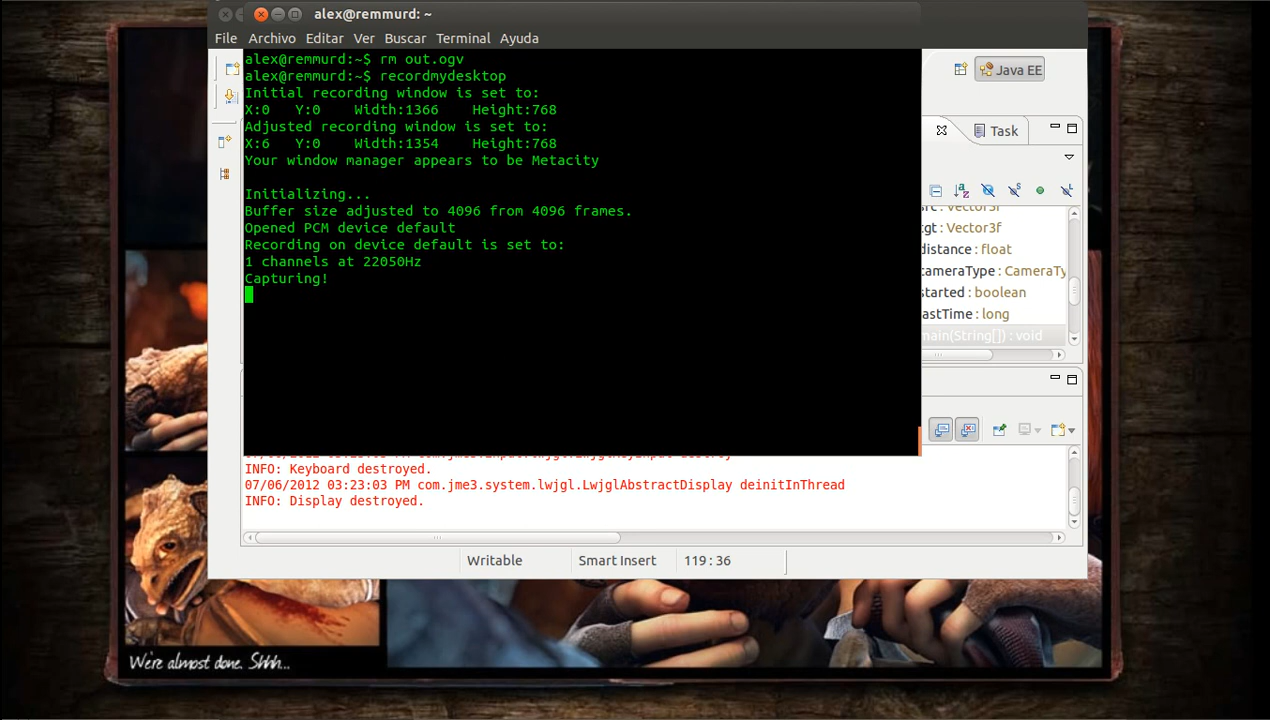 alex@remmurd: ~
File Archivo Editar Ver Buscar Terminal Ayuda
alex@remmurd:~$ rm out.ogv
alex@remmurd:~$ recordmydesktop
Initial recording window is set to:
X:0 Y:0 Width:1366 Height:768
Adjusted recording window is set to:
X:6 Y:0 Width:1354 Height:768
Your window manager appears to be Metacity
Initializing...
Buffer size adjusted to 4096 from 4096 frames.
Opened PCM device default
Recording on device default is set to:
1 channels at 22050Hz
Capturing!
Java EE
Task
: Vector3f
tgt : Vector3f
distance : float
cameraType : CameraTy
started : boolean
lastTime : long
main(String[]) : void
INFO: Keyboard destroyed.
07/06/2012 03:23:03 PM com.jme3.system.lwjgl.LwjglAbstractDisplay deinitInThread
INFO: Display destroyed.
Writable Smart Insert 119 : 36
We're almost done. Shhh...